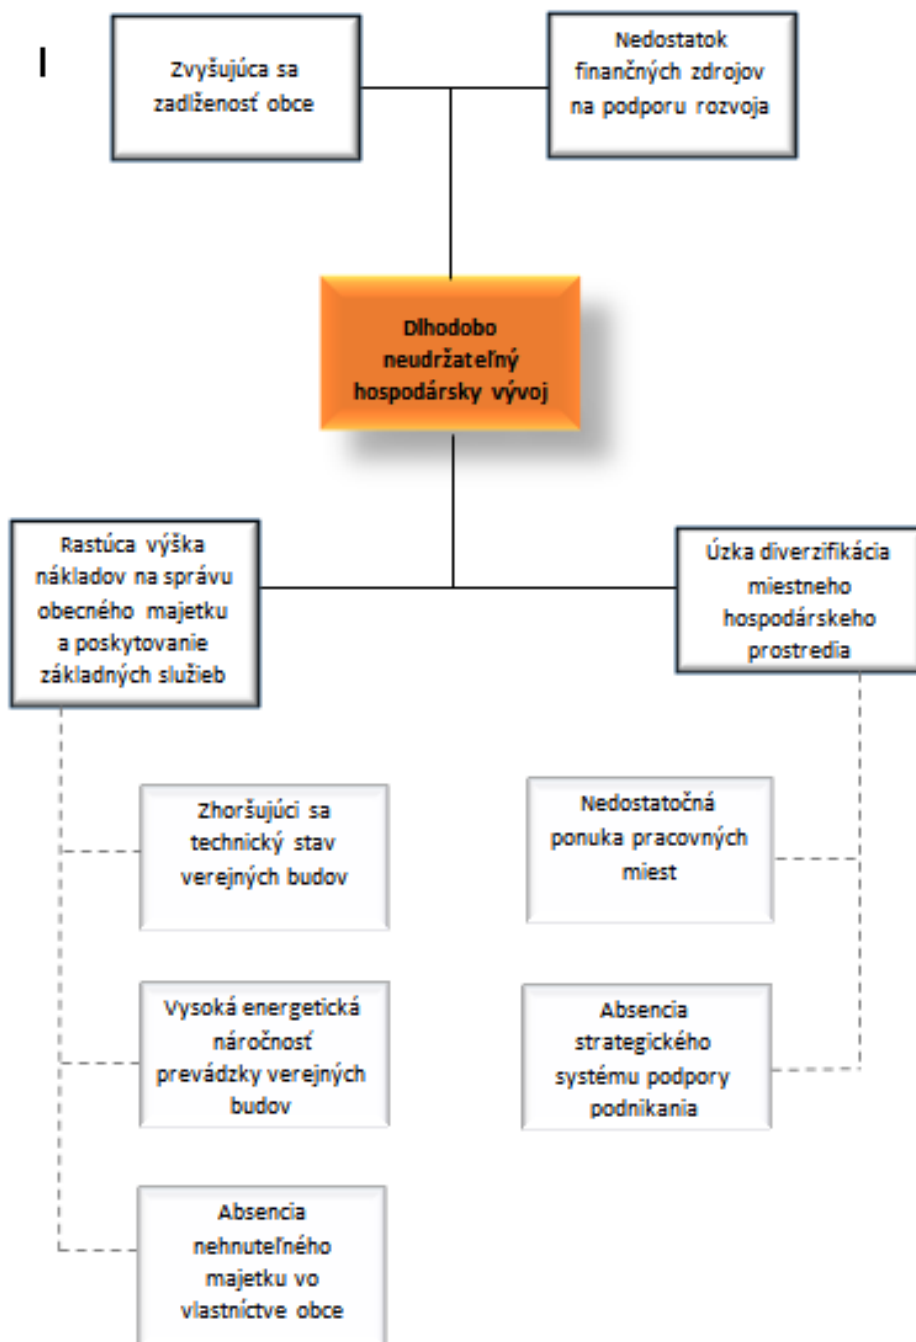 I
Zvyšujúca sa
zadlženosť obce
Nedostatok
finančných zdrojov
na podporu rozvoja
Dlhodobo
neudržateľný
hospodársky vývoj
Rastúca výška
nákladov na správu
obecného majetku
a poskytovanie
základných služieb
Úzka diverzifikácia
miestneho
hospodárskeho
prostredia
Zhoršujúci sa
technický stav
verejných budov
Nedostatočná
ponuka pracovných
miest
Vysoká energetická
náročnosť
prevádzky verejných
budov
Absencia
strategického
systému podpory
podnikania
Absencia
nehnuteľného
majetku vo
vlastníctve obce